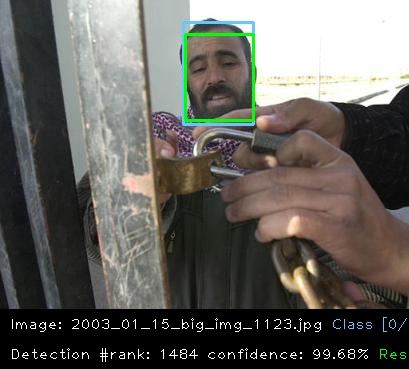 Image: 2003_01_15_big_img_1123.jpg Class [0/
Detection #rank: 1484 confidence: 99.68% Res